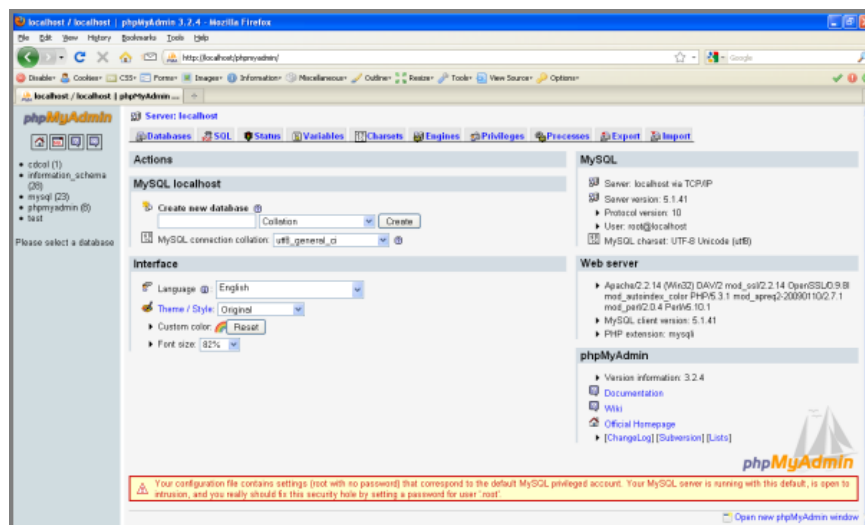 localhost / localhost | phpMyAdmin 3.2.4 - Mozilla Firefox
File Edit View History Bookmarks Tools Help
http://localhost/phpmyadmin/
Google
Disable Cookies CSS Forms Images Information Miscellaneous Outline Resize Tools View Source Options
localhost / localhost | phpMyAdmin ...
phpMyAdmin
cdcol (1)
information_schema
(28)
mysql (23)
phpmyadmin (8)
test
Please select a database
Server: localhost
Databases SQL Status Variables Charsets Engines Privileges Processes Export Import
Actions
MySQL localhost
Create new database
Collation Create
MySQL connection collation: utf8_general_ci
Interface
Language : English
Theme / Style: Original
Custom color: Reset
Font size: 82%
MySQL
Server: localhost via TCP/IP
Server version: 5.1.41
Protocol version: 10
User: root@localhost
MySQL charset: UTF-8 Unicode (utf8)
Web server
Apache/2.2.14 (Win32) DAV/2 mod_ssl/2.2.14 OpenSSL/0.9.8l
mod_autoindex_color PHP/5.3.1 mod_apreq2-20090110/2.7.1
mod_perl/2.0.4 Perl/v5.10.1
MySQL client version: 5.1.41
PHP extension: mysqli
phpMyAdmin
Version information: 3.2.4
Documentation
Wiki
Official Homepage
[ChangeLog] [Subversion] [Lists]
phpMyAdmin
Your configuration file contains settings (root with no password) that correspond to the default MySQL privileged account. Your MySQL server is running with this default, is open to
intrusion, and you really should fix this security hole by setting a password for user 'root'.
Open new phpMyAdmin window